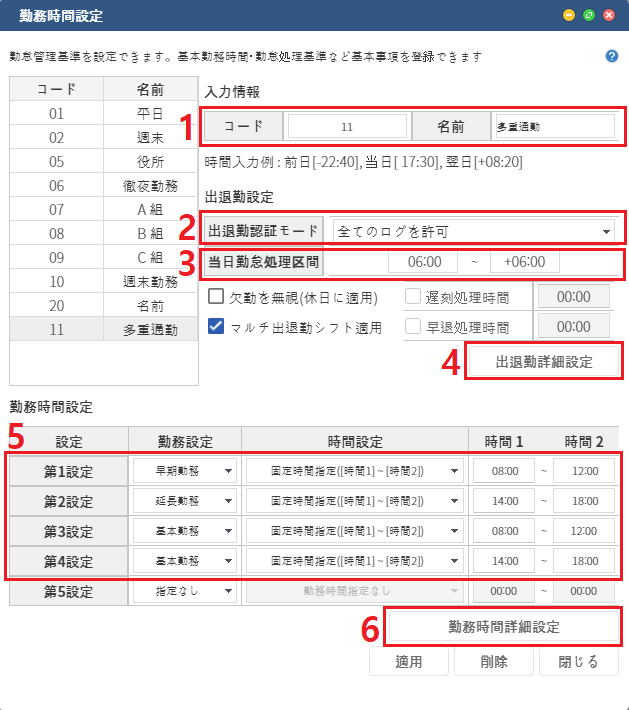 勤務時間設定
勤怠管理基準を設定できます。基本勤務時間·勤怠処理基準など基本事項を登録できます
?
コード 名前
01 平日
02 週末
05 役所
06 徹夜勤務
07 A 組
08 B 組
09 C 組
10 週末勤務
20 名前
11 多重通勤
入力情報
1 コード 11 名前 多重通勤
時間入力例 : 前日[-22:40], 当日[ 17:30], 翌日[+08:20]
出退勤設定
2 出退勤認証モード 全てのログを許可
3 当日勤怠処理区間 06:00 ~ +06:00
欠勤を無視(休日に適用) 遅刻処理時間 00:00
マルチ出退勤シフト適用 早退処理時間 00:00
4 出退勤詳細設定
勤務時間設定
5
設定 勤務設定 時間設定 時間 1 時間 2
第1設定 早期勤務 固定時間指定([時間1] ~ [時間2]) 08:00 ~ 12:00
第2設定 延長勤務 固定時間指定([時間1] ~ [時間2]) 14:00 ~ 18:00
第3設定 基本勤務 固定時間指定([時間1] ~ [時間2]) 08:00 ~ 12:00
第4設定 基本勤務 固定時間指定([時間1] ~ [時間2]) 14:00 ~ 18:00
第5設定 指定なし 勤務時間指定なし 00:00 ~ 00:00
6 勤務時間詳細設定
適用 削除 閉じる